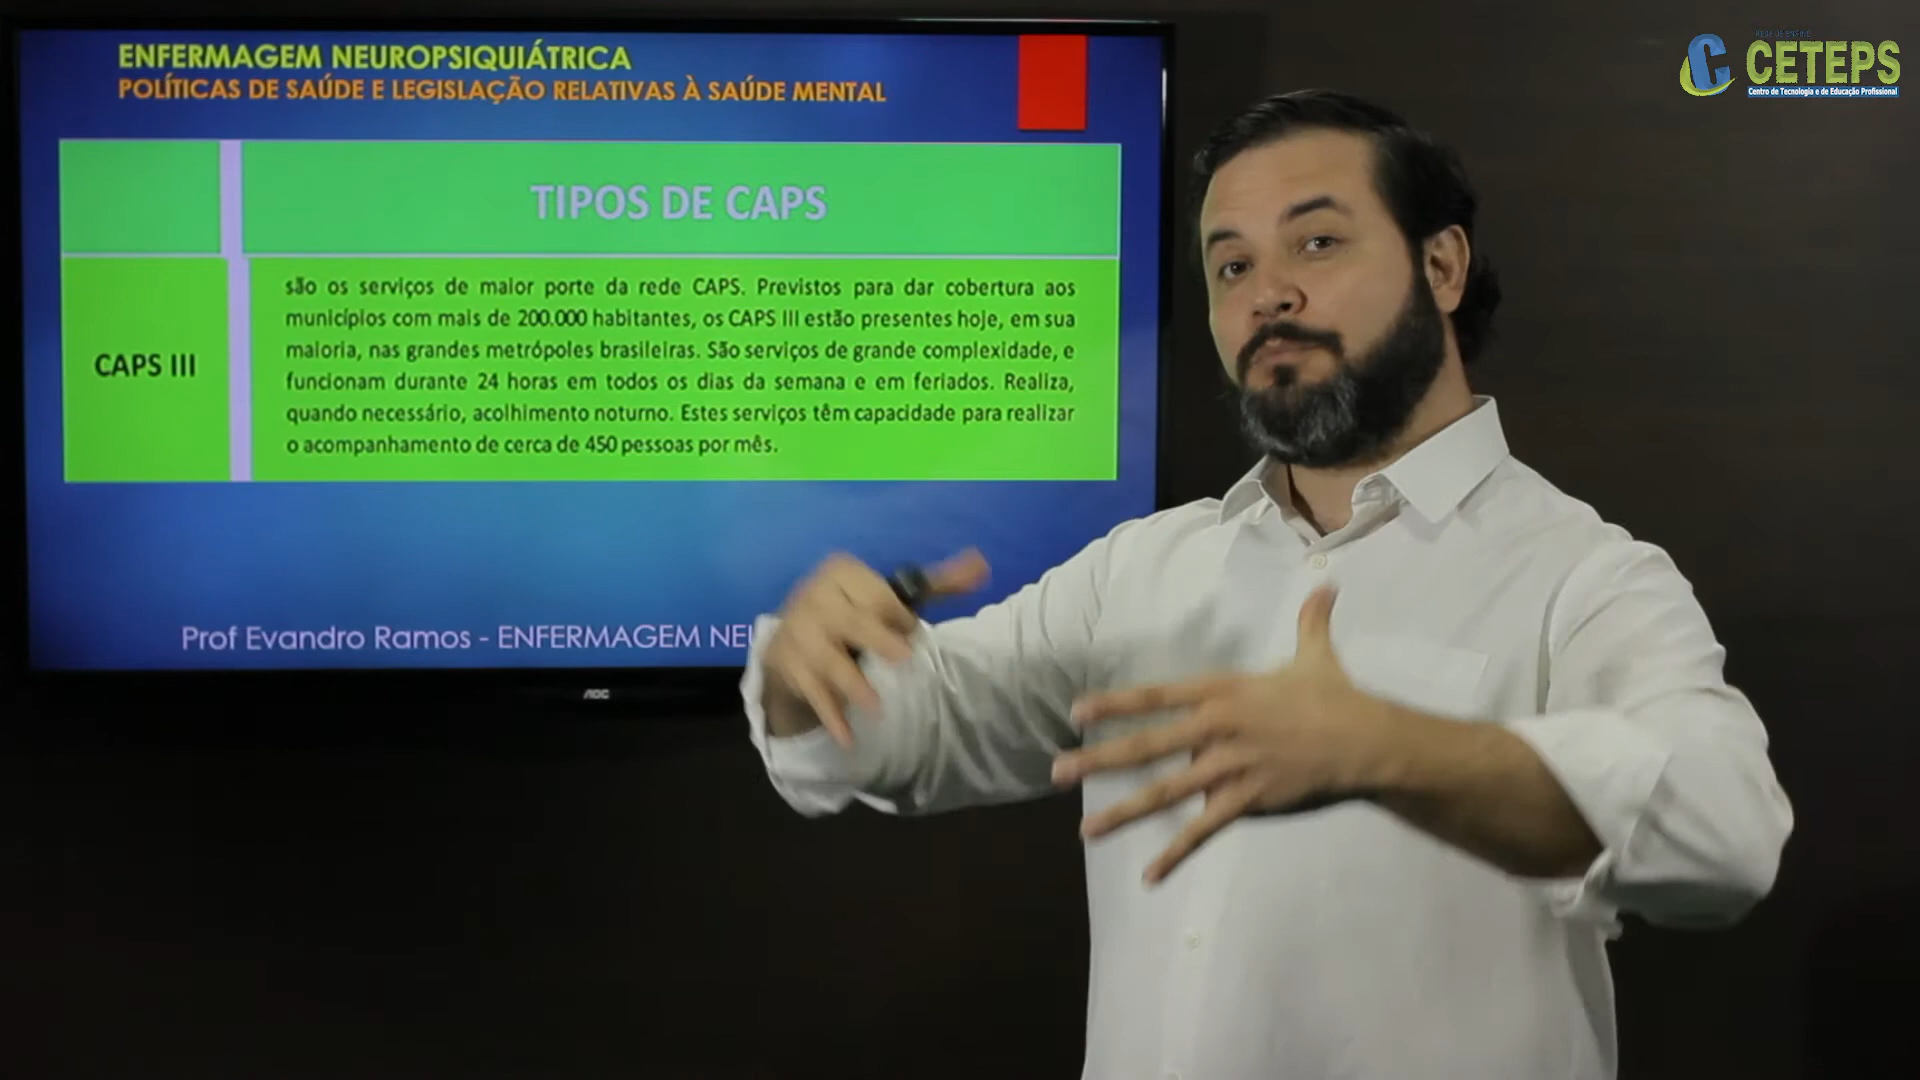 ENFERMAGEM NEUROPSIQUIÁTRICA
POLÍTICAS DE SAÚDE E LEGISLAÇÃO RELATIVAS À SAÚDE MENTAL
CETEPS
Centro de Tecnologia e de Educação Profissional
TIPOS DE CAPS
CAPS III
são os serviços de maior porte da rede CAPS. Previstos para dar cobertura aos
municípios com mais de 200.000 habitantes, os CAPS III estão presentes hoje, em sua
maioria, nas grandes metrópoles brasileiras. São serviços de grande complexidade, e
funcionam durante 24 horas em todos os dias da semana e em feriados. Realiza,
quando necessário, acolhimento noturno. Estes serviços têm capacidade para realizar
o acompanhamento de cerca de 450 pessoas por mês.
Prof Evandro Ramos - ENFERMAGEM NEU
AOC